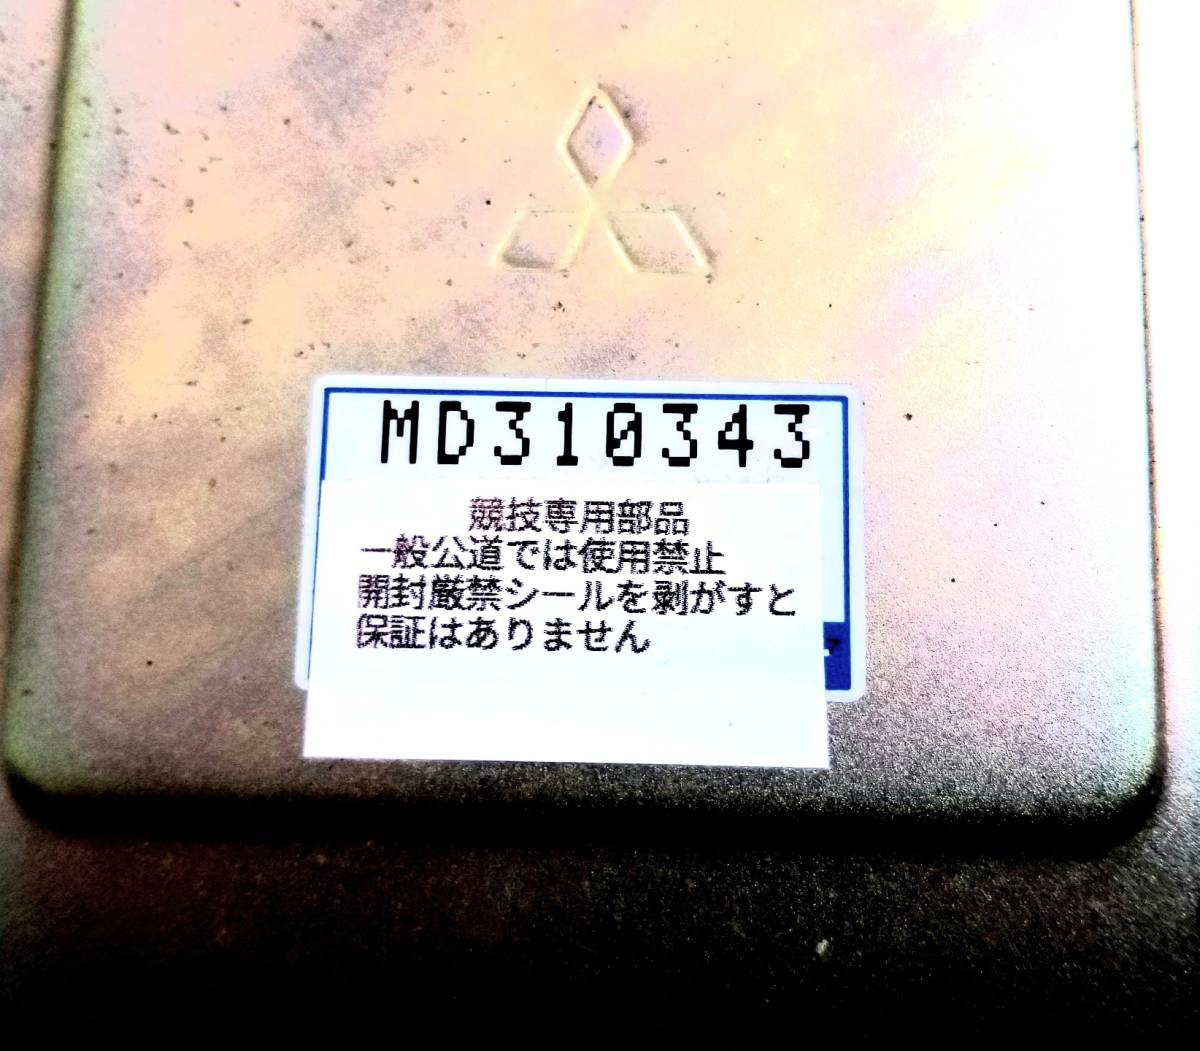 MD310343
競技専用部品
一般公道では使用禁止
開封厳禁シールを剥がすと
保証はありません